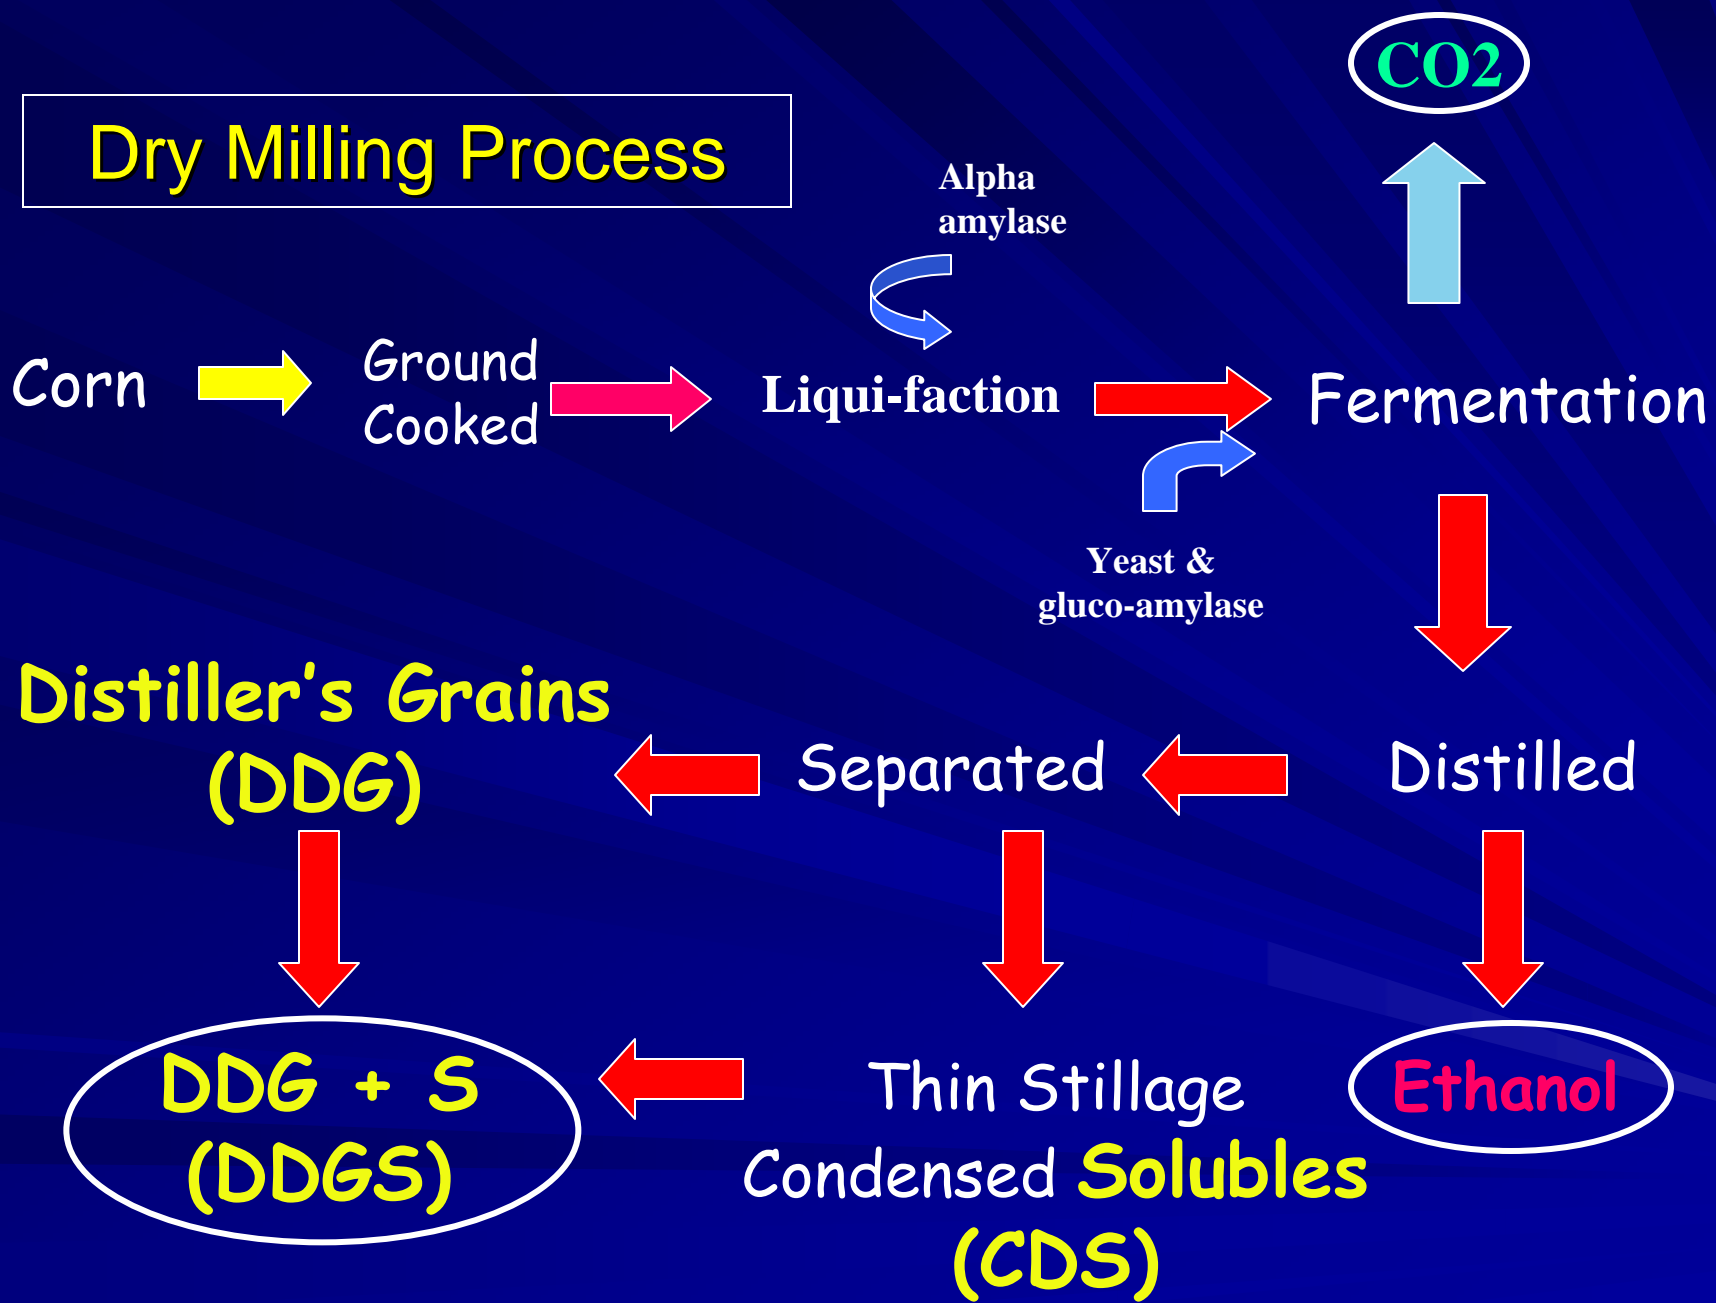 CO2
Dry Milling Process
Alpha
amylase
Corn
Ground
Cooked
Liqui-faction
Fermentation
Yeast &
gluco-amylase
Distiller’s Grains
(DDG)
Separated
Distilled
DDG + S
(DDGS)
Thin Stillage
Condensed Solubles
(CDS)
Ethanol